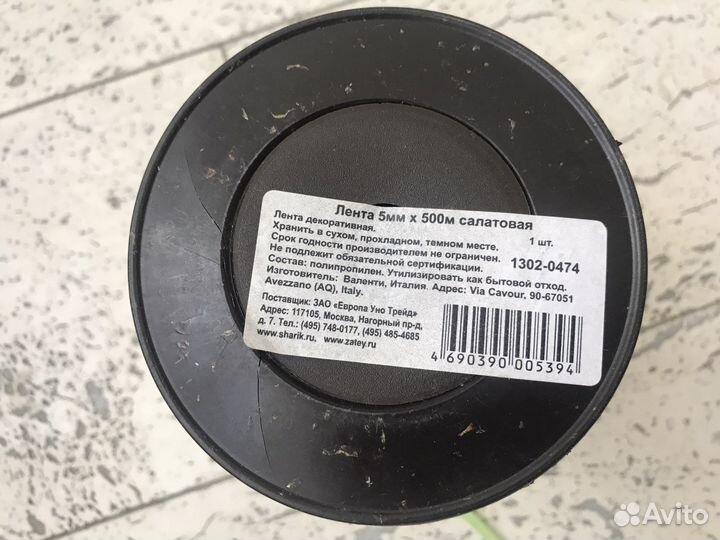 Лента 5мм х 500м салатовая
Лента декоративная.
1 шт.
Хранить в сухом, прохладном, темном месте.
Срок годности производителем не ограничен.
1302-0474
Не подлежит обязательной сертификации.
Состав: полипропилен. Утилизировать как бытовой отход.
Изготовитель: Валенти, Италия. Адрес: Via Cavour, 90-67051
Avezzano (AQ), Italy.
Поставщик: ЗАО «Европа Уно Трейд»
Адрес: 117105, Москва, Нагорный пр-д,
д. 7. Тел.: (495) 748-0177, (495) 485-4685
www.sharik.ru, www.zatey.ru
4 690390 005394
Avito